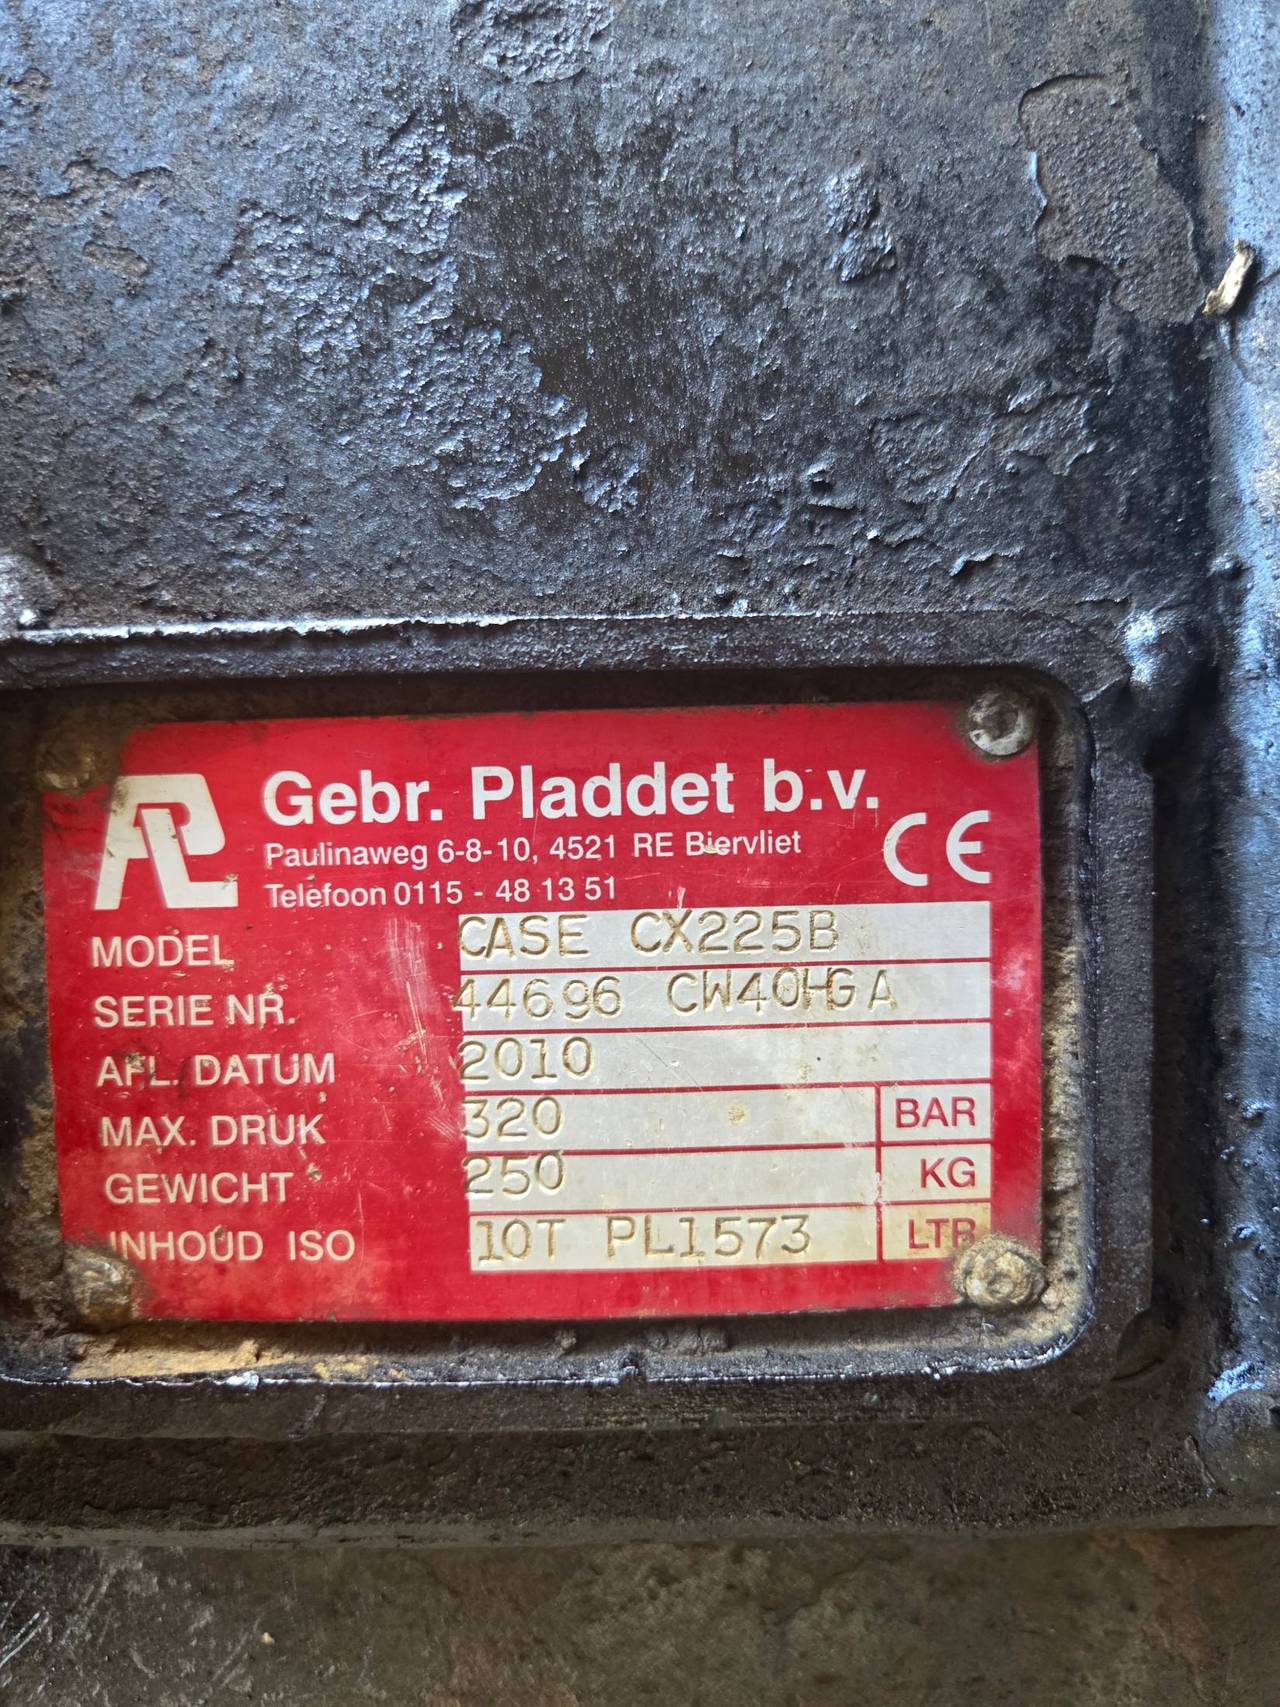 PL
Gebr. Pladdet b.v.
Paulinaweg 6-8-10, 4521 RE Biervliet
CE
Telefoon 0115 - 48 13 51
MODEL CASE CX225B
SERIE NR. 44696 CW40HGA
AFL. DATUM 2010
MAX. DRUK 320 BAR
GEWICHT 250 KG
INHOUD ISO 10T PL1573 LTR